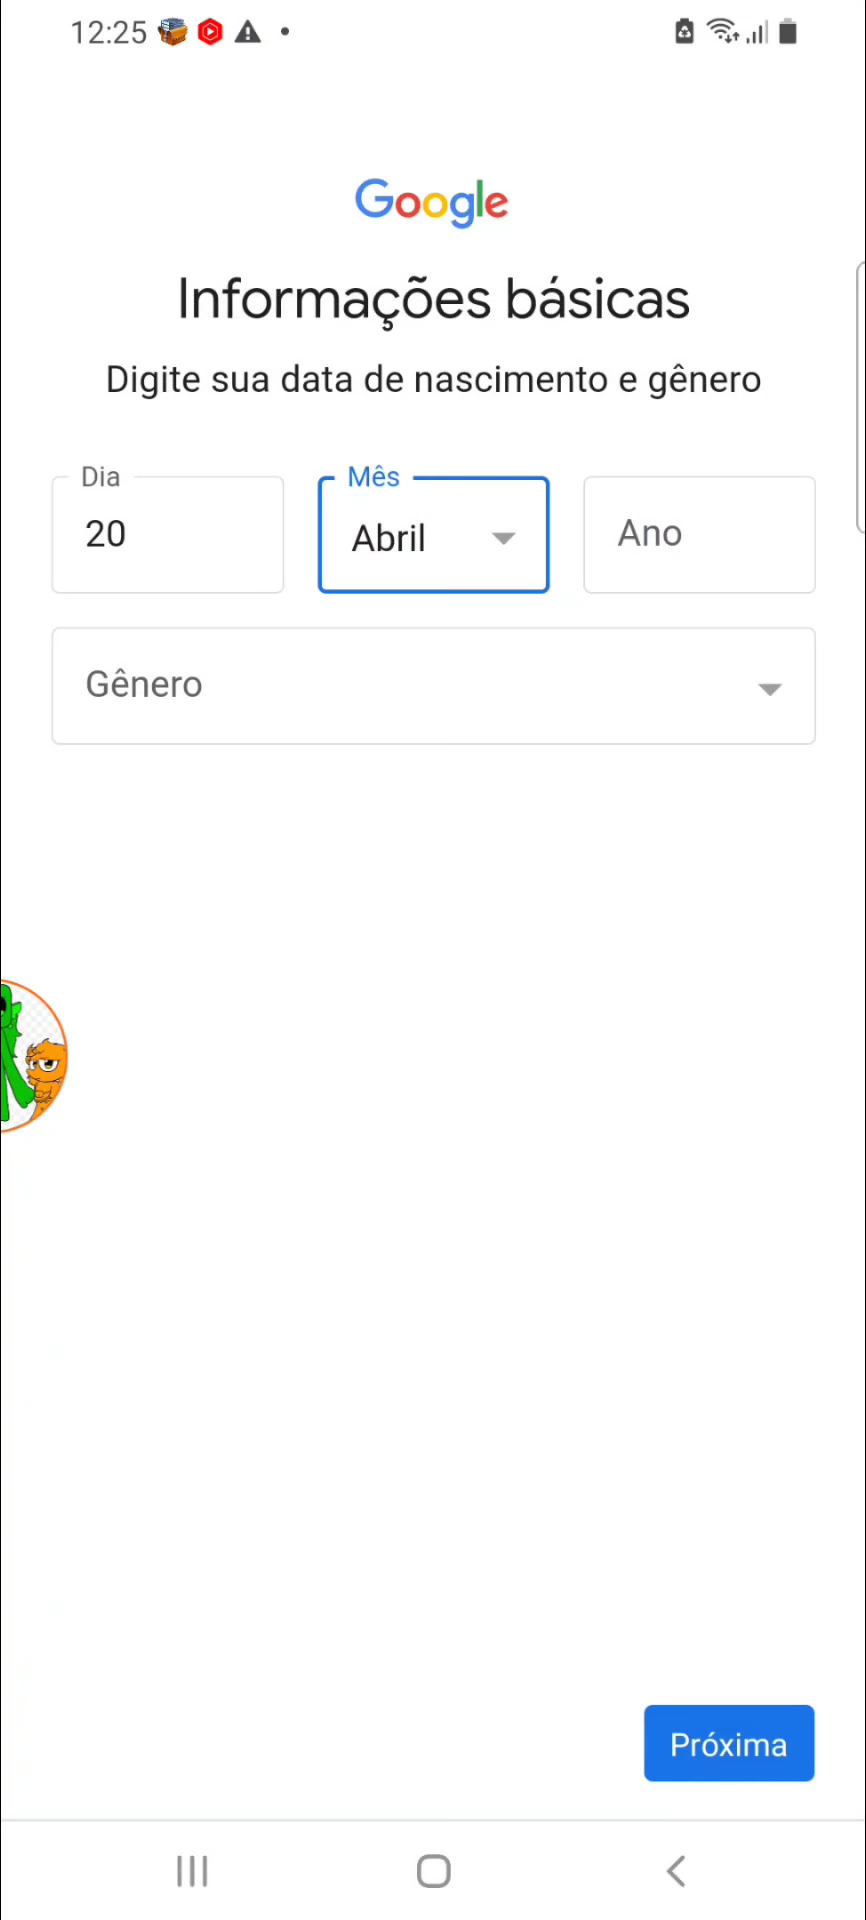 12:25
Google
Informações básicas
Digite sua data de nascimento e gênero
Dia
20
Mês
Abril
Ano
Gênero
Próxima